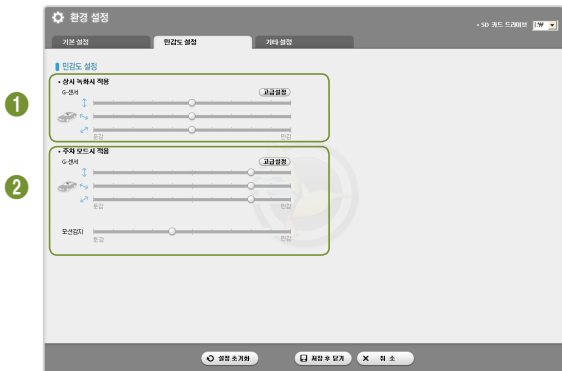 환경 설정
• SD 카드 드라이브 I:₩
기본 설정 민감도 설정 기타 설정
민감도 설정
1
• 상시 녹화시 적용
G-센서 고급설정
둔감 민감
2
• 주차 모드시 적용
G-센서 고급설정
둔감 민감
모션감지
둔감 민감
설정 초기화 저장 후 닫기 X 취 소